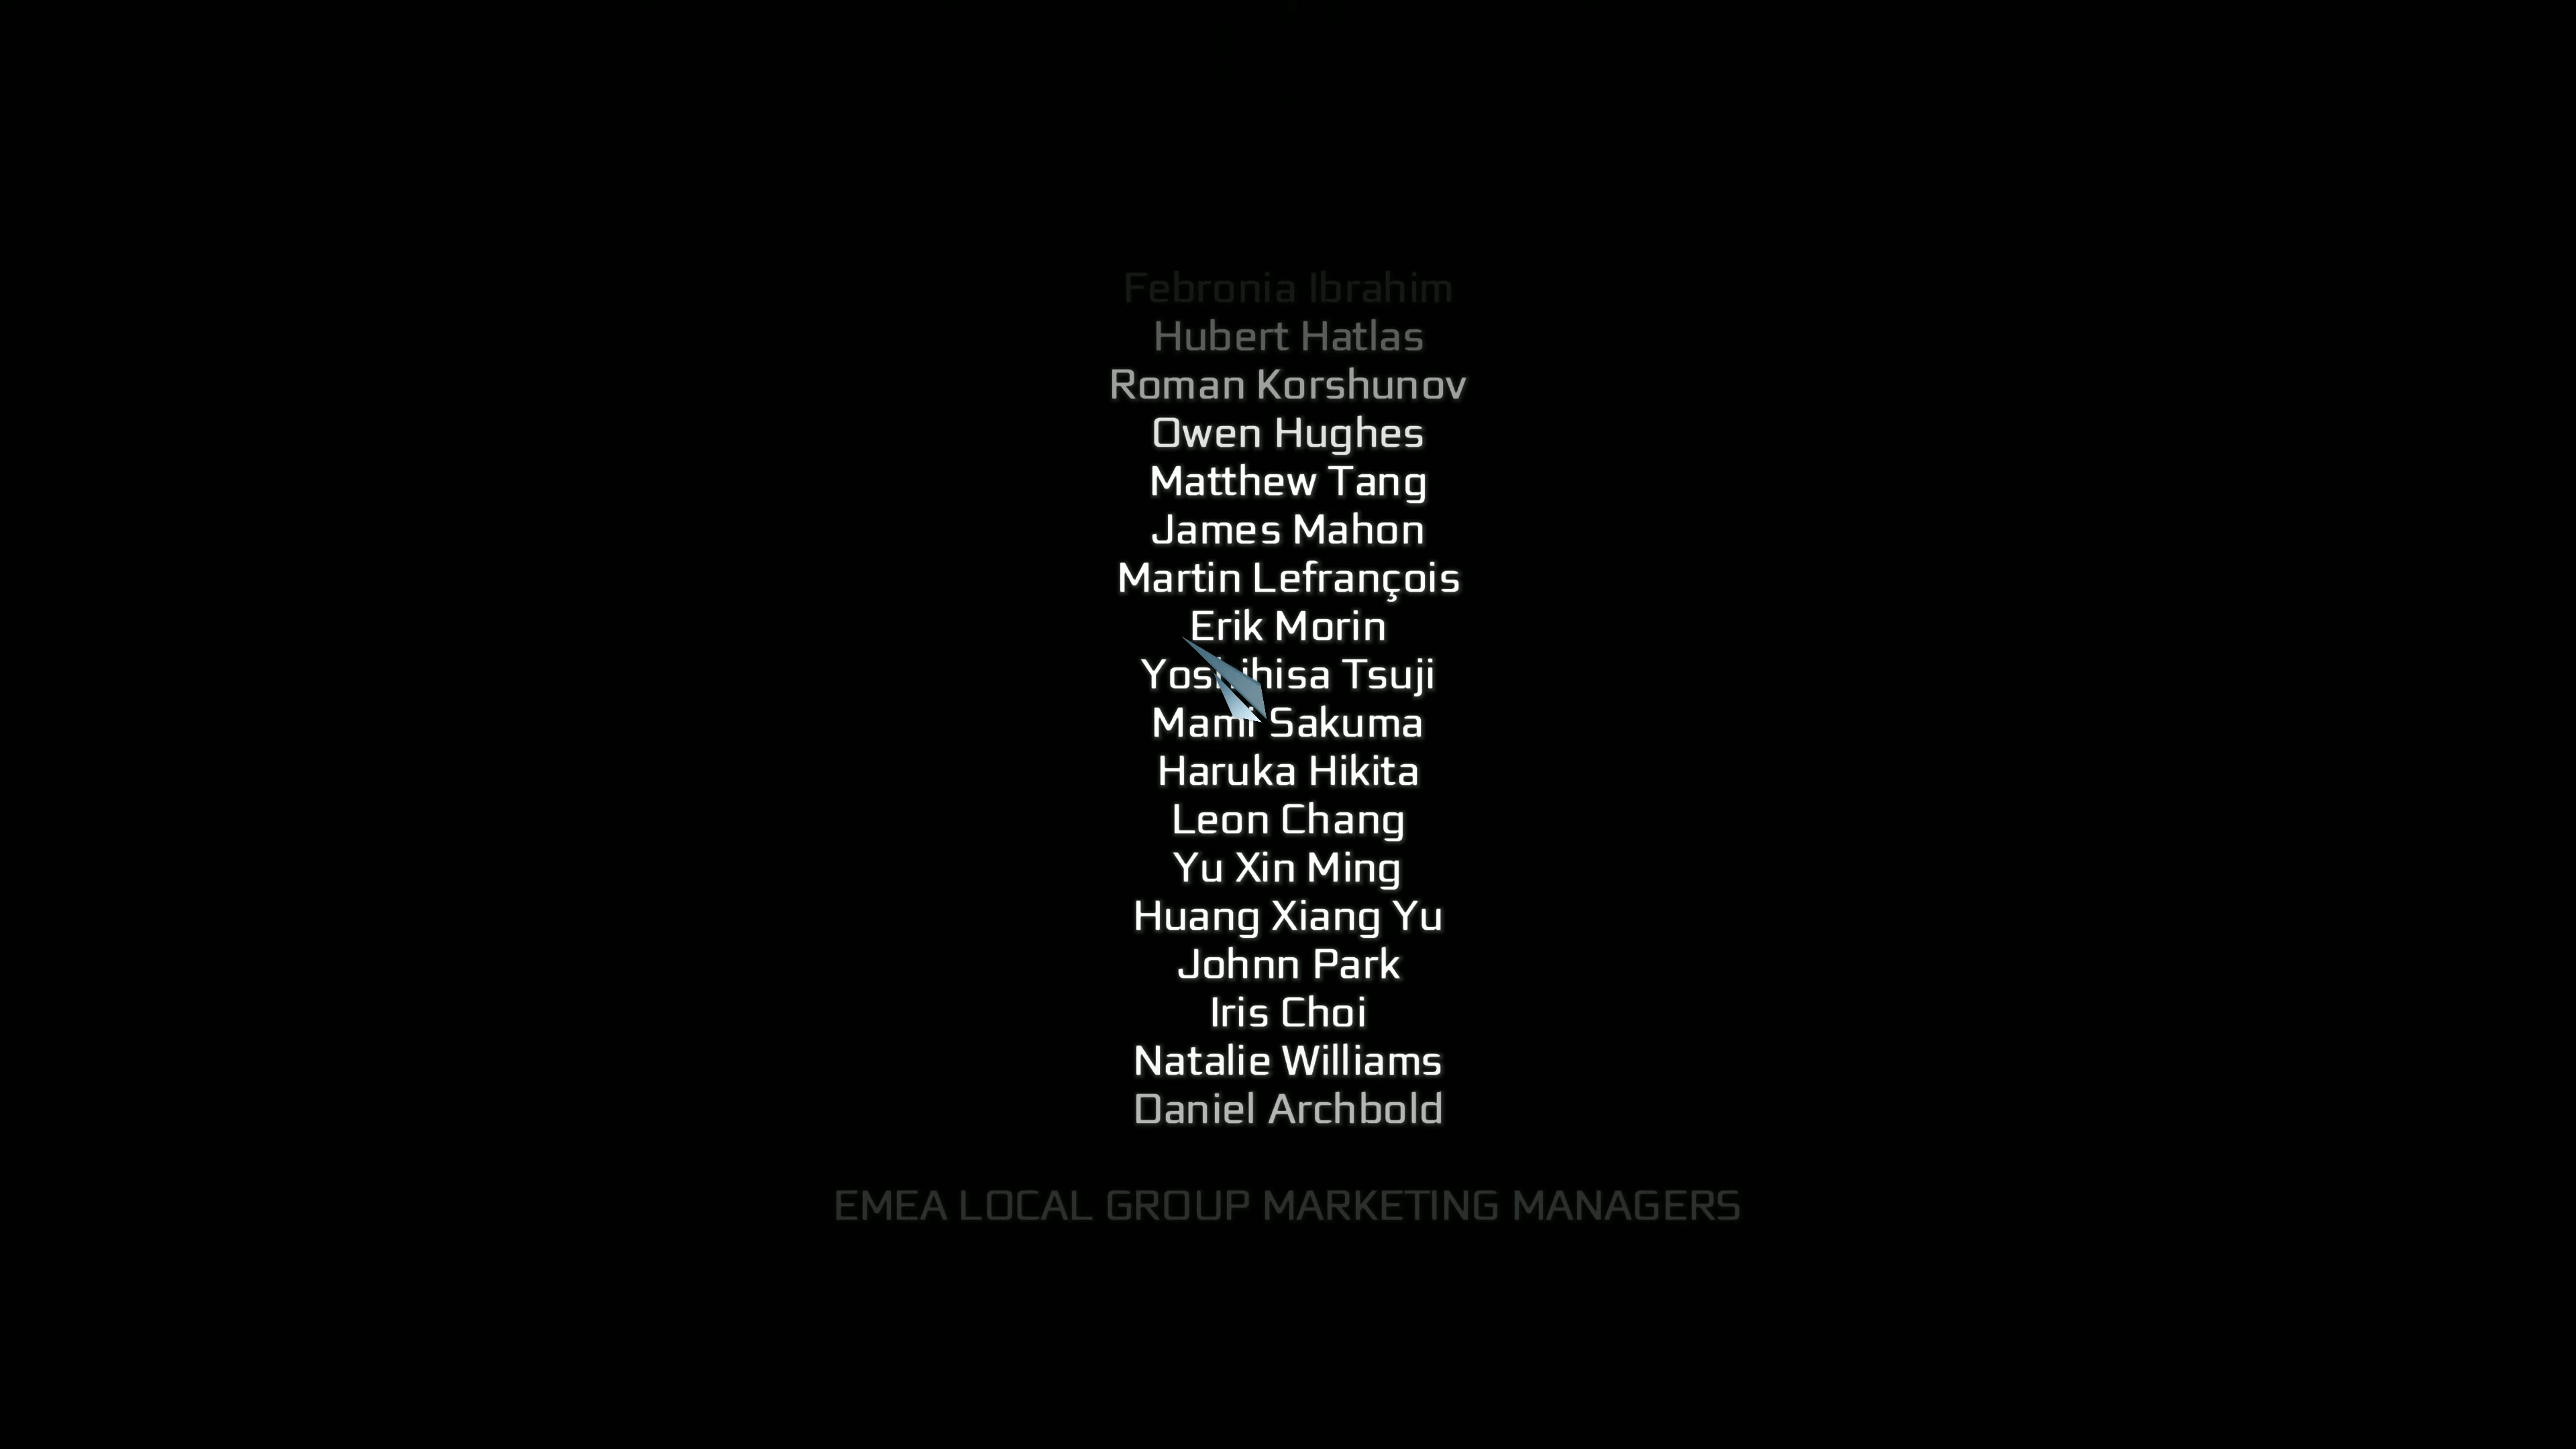 Febronia Ibrahim
Hubert Hatlas
Roman Korshunov
Owen Hughes
Matthew Tang
James Mahon
Martin Lefrançois
Erik Morin
Yoshihisa Tsuji
Mami Sakuma
Haruka Hikita
Leon Chang
Yu Xin Ming
Huang Xiang Yu
Johnn Park
Iris Choi
Natalie Williams
Daniel Archbold
EMEA LOCAL GROUP MARKETING MANAGERS